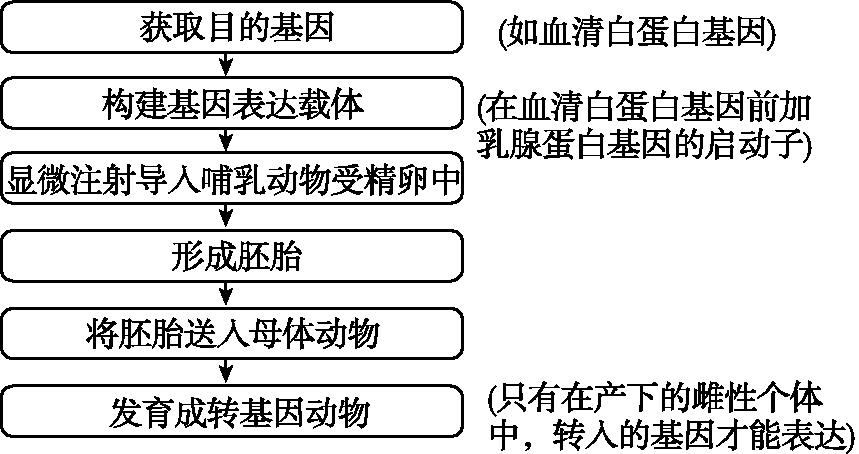 获取目的基因
(如血清白蛋白基因)
构建基因表达载体
(在血清白蛋白基因前加
乳腺蛋白基因的启动子)
显微注射导入哺乳动物受精卵中
形成胚胎
将胚胎送入母体动物
发育成转基因动物
(只有在产下的雌性个体
中，转入的基因才能表达)